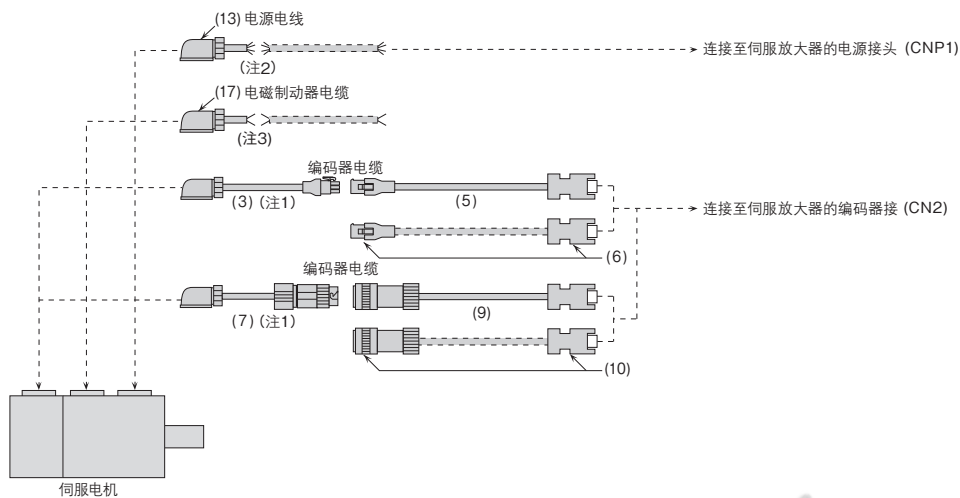 (13) 电源电线
(注2)
连接至伺服放大器的电源接头 (CNP1)
(17) 电磁制动器电缆
(注3)
编码器电缆
(3) (注1)
(5)
连接至伺服放大器的编码器接 (CN2)
(6)
编码器电缆
(7) (注1)
(9)
(10)
伺服电机